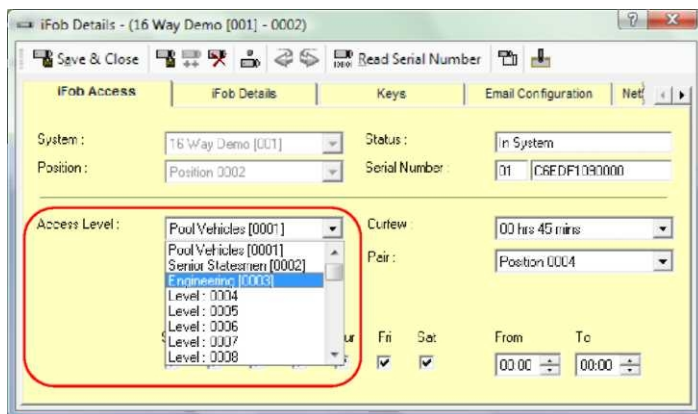 iFob Details - (16 Way Demo [001] - 0002)
Save & Close Read Serial Number
iFob Access iFob Details Keys Email Configuration Net
System : 16 Way Demo [001] Status : In System
Position : Position 0002 Serial Number : 01
Access Level : Pool Vehicles [0001] Curfew 00 hrs 45 mins
Pool Vehicles [0001] Pair : Position 0004
Senior Statesmen [0002]
Engineering [0003]
Level : 0004
Level : 0005
Level : 0006
Level : 0007 Fri Sat From To
Level : 0008 00:00 00:00